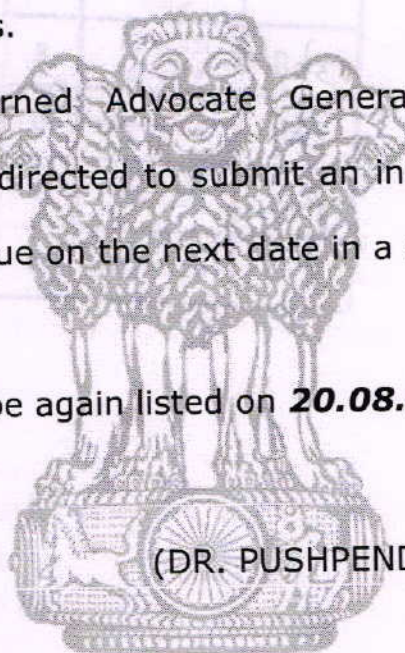 s.
rned Advocate Genera
directed to submit an in
ue on the next date in a
be again listed on 20.08.
(DR. PUSHPEND